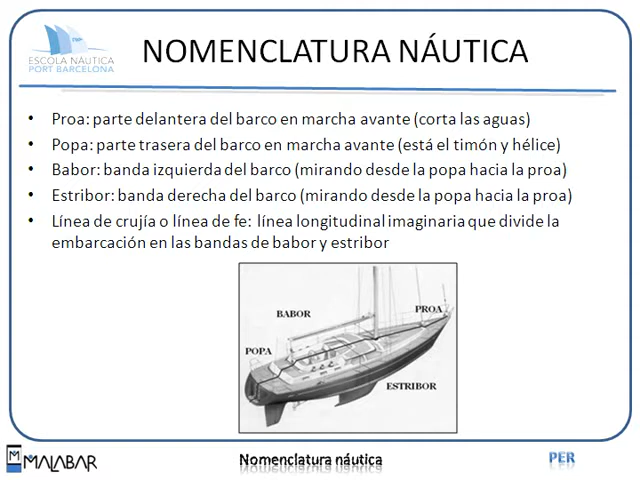 ESCOLA NÁUTICA
PORT BARCELONA
NOMENCLATURA NÁUTICA
• Proa: parte delantera del barco en marcha avante (corta las aguas)
• Popa: parte trasera del barco en marcha avante (está el timón y hélice)
• Babor: banda izquierda del barco (mirando desde la popa hacia la proa)
• Estribor: banda derecha del barco (mirando desde la popa hacia la proa)
• Línea de crujía o línea de fe: línea longitudinal imaginaria que divide la
embarcación en las bandas de babor y estribor
BABOR
PROA
POPA
ESTRIBOR
M MALABAR
Nomenclatura náutica
PER